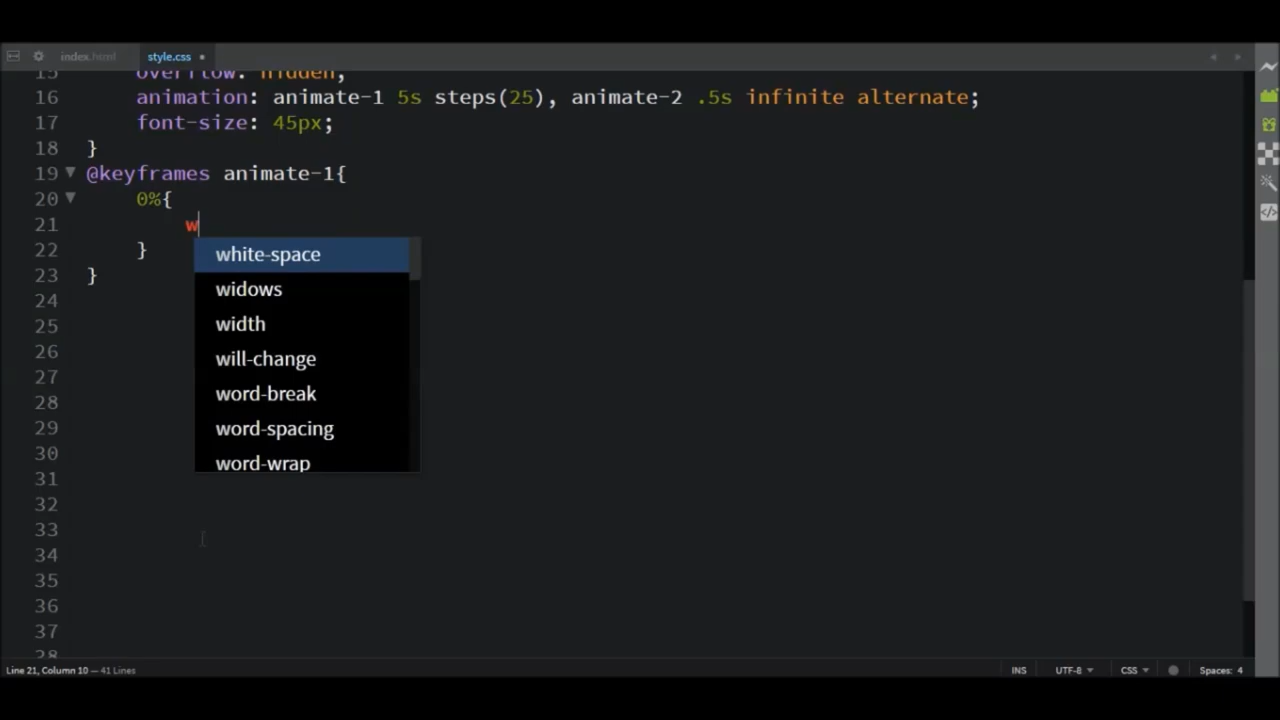 index.html
style.css
15 overflow: hidden;
16 animation: animate-1 5s steps(25), animate-2 .5s infinite alternate;
17 font-size: 45px;
18 }
19 @keyframes animate-1{
20 0%{
21 w
white-space
22 }
widows
23 }
24
width
25
will-change
26
27
word-break
28
word-spacing
29
word-wrap
30
31
32
33
34
35
36
37
38
Line 21, Column 10 — 41 Lines
INS UTF-8 CSS Spaces: 4